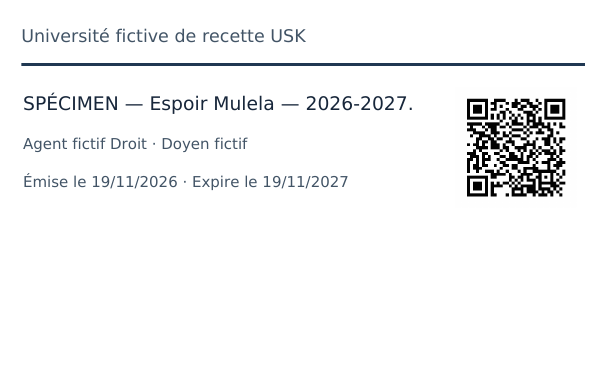 Université fictive de recette USK
SPÉCIMEN — Espoir Mulela — 2026-2027.
Agent fictif Droit · Doyen fictif
Émise le 19/11/2026 · Expire le 19/11/2027